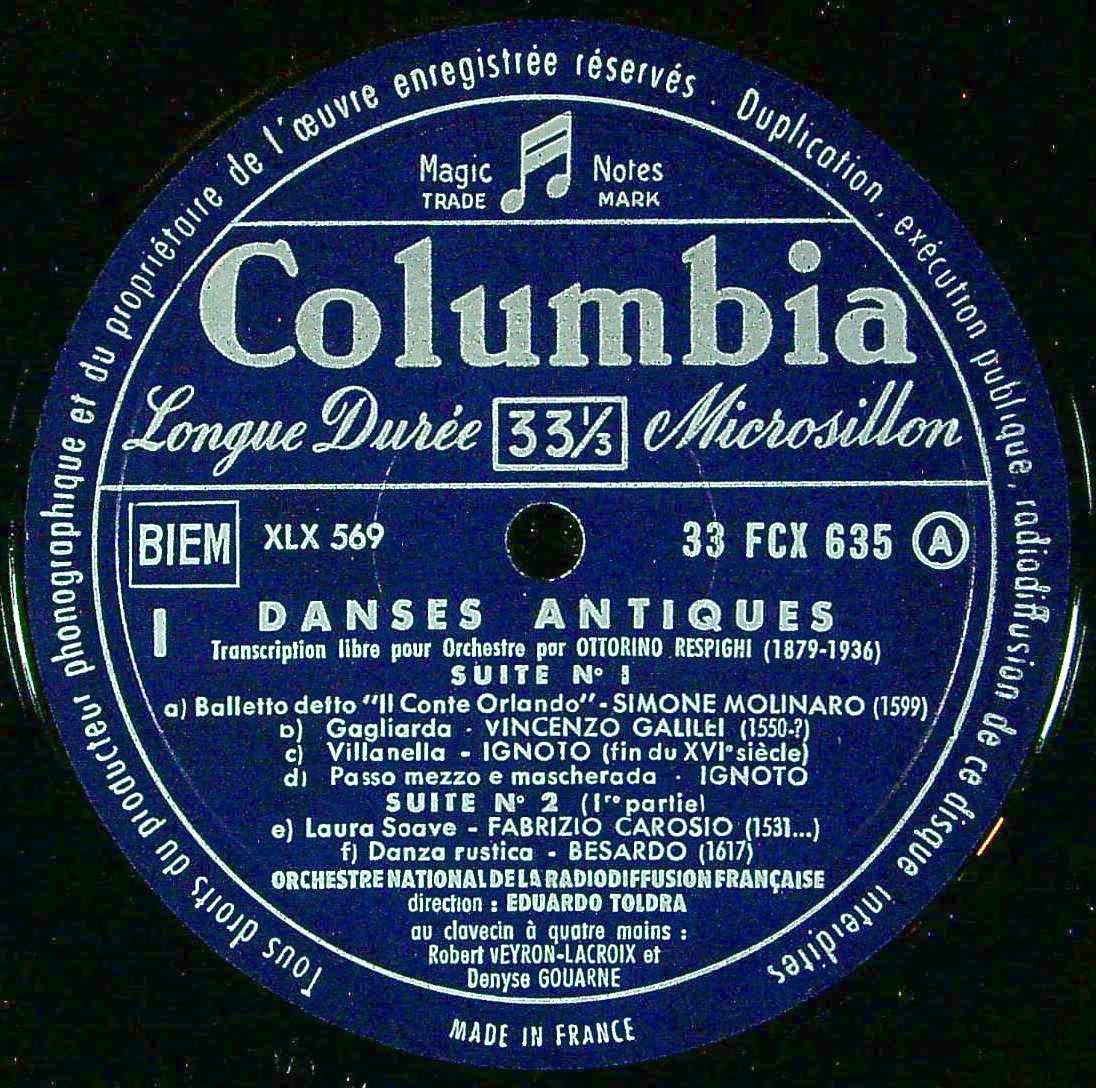 Tous droits du producteur phonographique et du propriétaire de l'œuvre enregistrée réservés . Duplication, exécution publique, radiodiffusion de ce disque interdites
Magic Notes
TRADE MARK
Columbia
Longue Durée 33⅓ Microsillon
BIEM XLX 569 33 FCX 635 A
I DANSES ANTIQUES
Transcription libre pour Orchestre par OTTORINO RESPIGHI (1879-1936)
SUITE N° 1
a) Balletto detto "Il Conte Orlando" - SIMONE MOLINARO (1599)
b) Gagliarda - VINCENZO GALILEI (1550-?)
c) Villanella - IGNOTO (fin du XVIe siècle)
d) Passo mezzo e mascherada - IGNOTO
SUITE N° 2 (1re partie)
e) Laura Soave - FABRIZIO CAROSIO (1531...)
f) Danza rustica - BESARDO (1617)
ORCHESTRE NATIONAL DE LA RADIODIFFUSION FRANÇAISE
direction : EDUARDO TOLDRA
au clavecin à quatre mains :
Robert VEYRON-LACROIX et
Denyse GOUARNE
MADE IN FRANCE